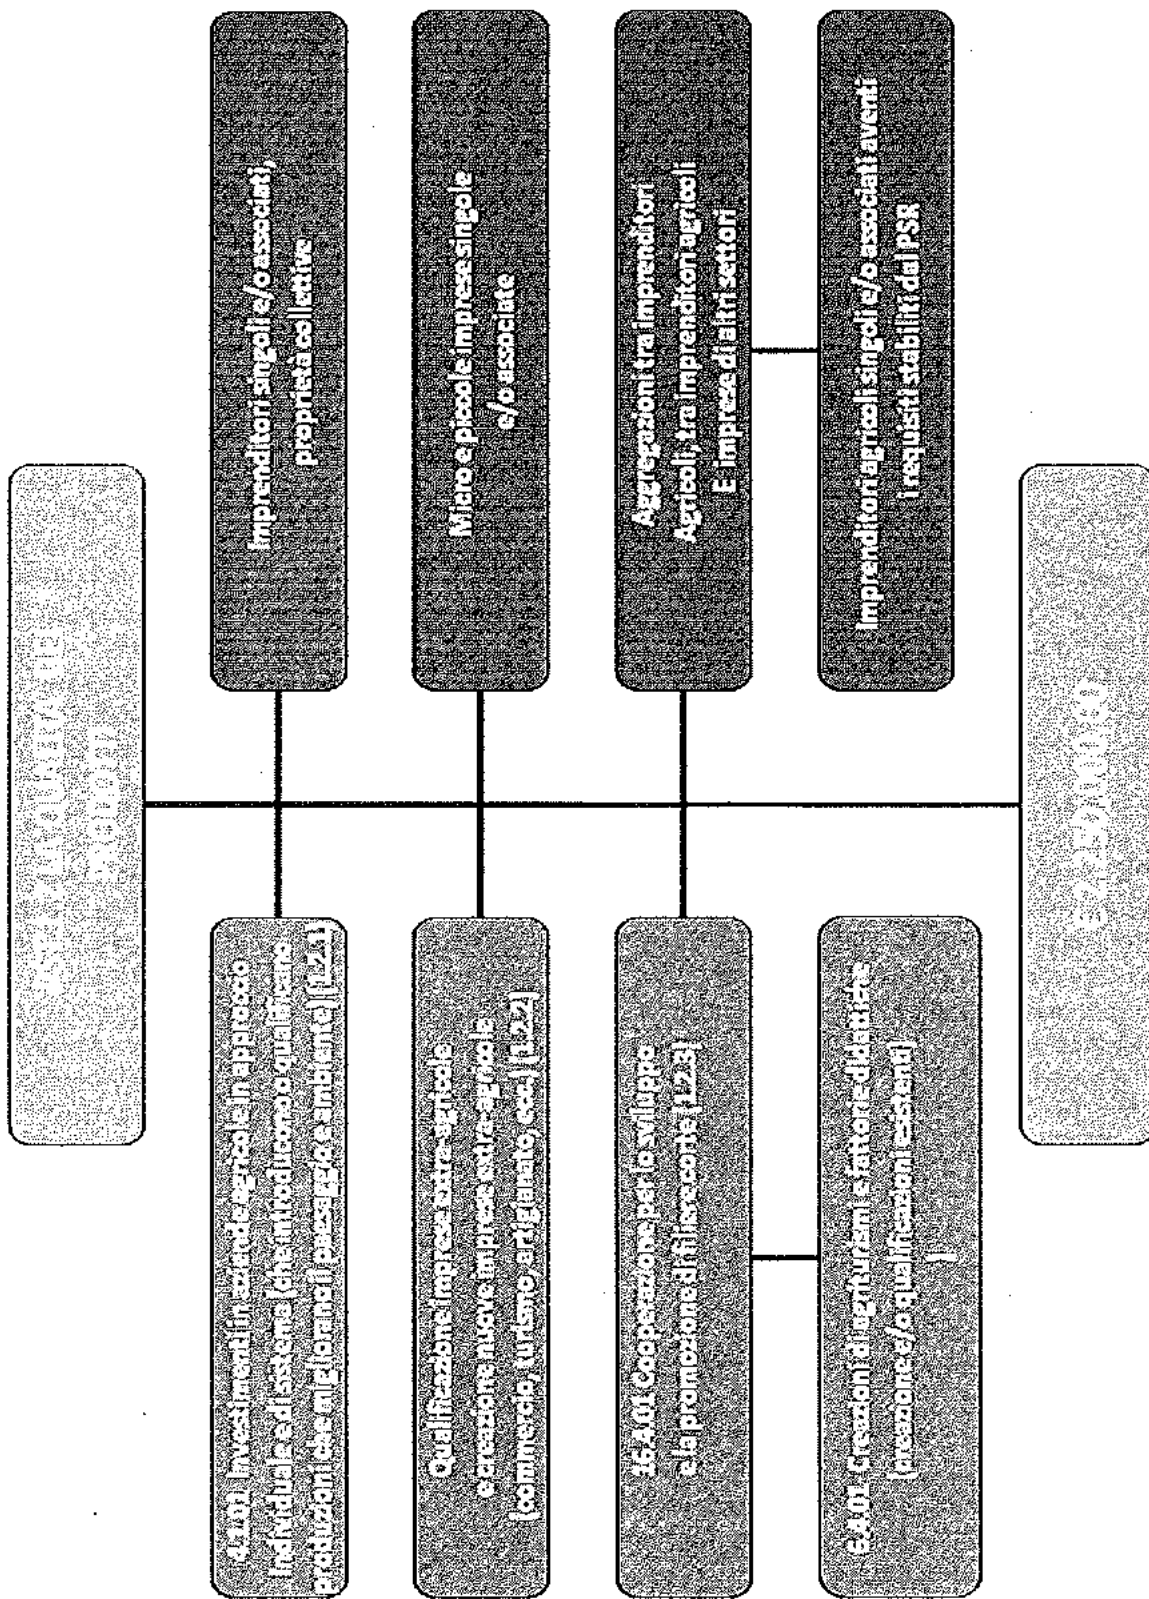 Imprenditori singoli e/o associati,
proprietà collettive
Micro e piccole imprese singole
e/o associate
Aggregazioni tra imprenditori
Agricoli, tra imprenditori agricoli
E imprese di altri settori
Imprenditori agricoli singoli e/o associati aventi
i requisiti stabiliti dal PSR
4.1.01 Investimenti in aziende agricole in approccio
individuale e di sistema (che introducono o qualificano
produzioni che migliorano il paesaggio e ambiente) (1.2.1)
Qualificazione imprese extra-agricole
e creazione nuove imprese extra-agricole
(commercio, turismo, artigianato, ecc.) (1.2.2)
16.4.01 Cooperazione per lo sviluppo
e la promozione di filiere corte (1.2.3)
6.4.01 Creazioni di agriturismi e fattorie didattiche
(creazione e/o qualificazioni esistenti)
)